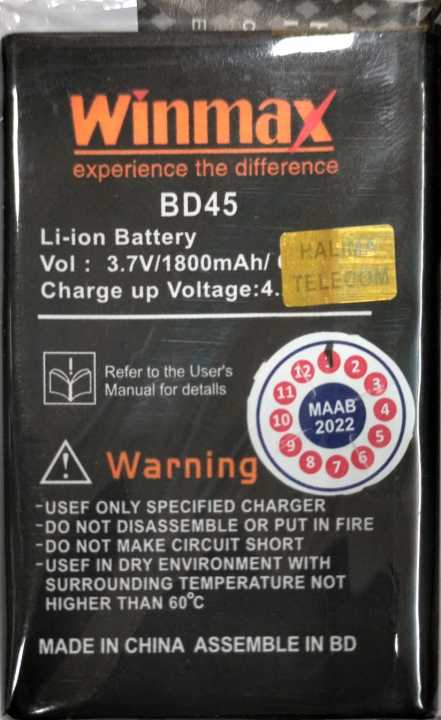 Winmax
experience the difference
BD45
Li-ion Battery
Vol : 3.7V/1800mAh/
Charge up Voltage:4.
HALIMA
TELECOM
Refer to the User's
Manual for details
12 1 2 3 4 5 6 7 8 9 10 11
MAAB
2022
Warning
-USEF ONLY SPECIFIED CHARGER
-DO NOT DISASSEMBLE OR PUT IN FIRE
-DO NOT MAKE CIRCUIT SHORT
-USEF IN DRY ENVIRONMENT WITH
SURROUNDING TEMPERATURE NOT
HIGHER THAN 60°C
MADE IN CHINA ASSEMBLE IN BD